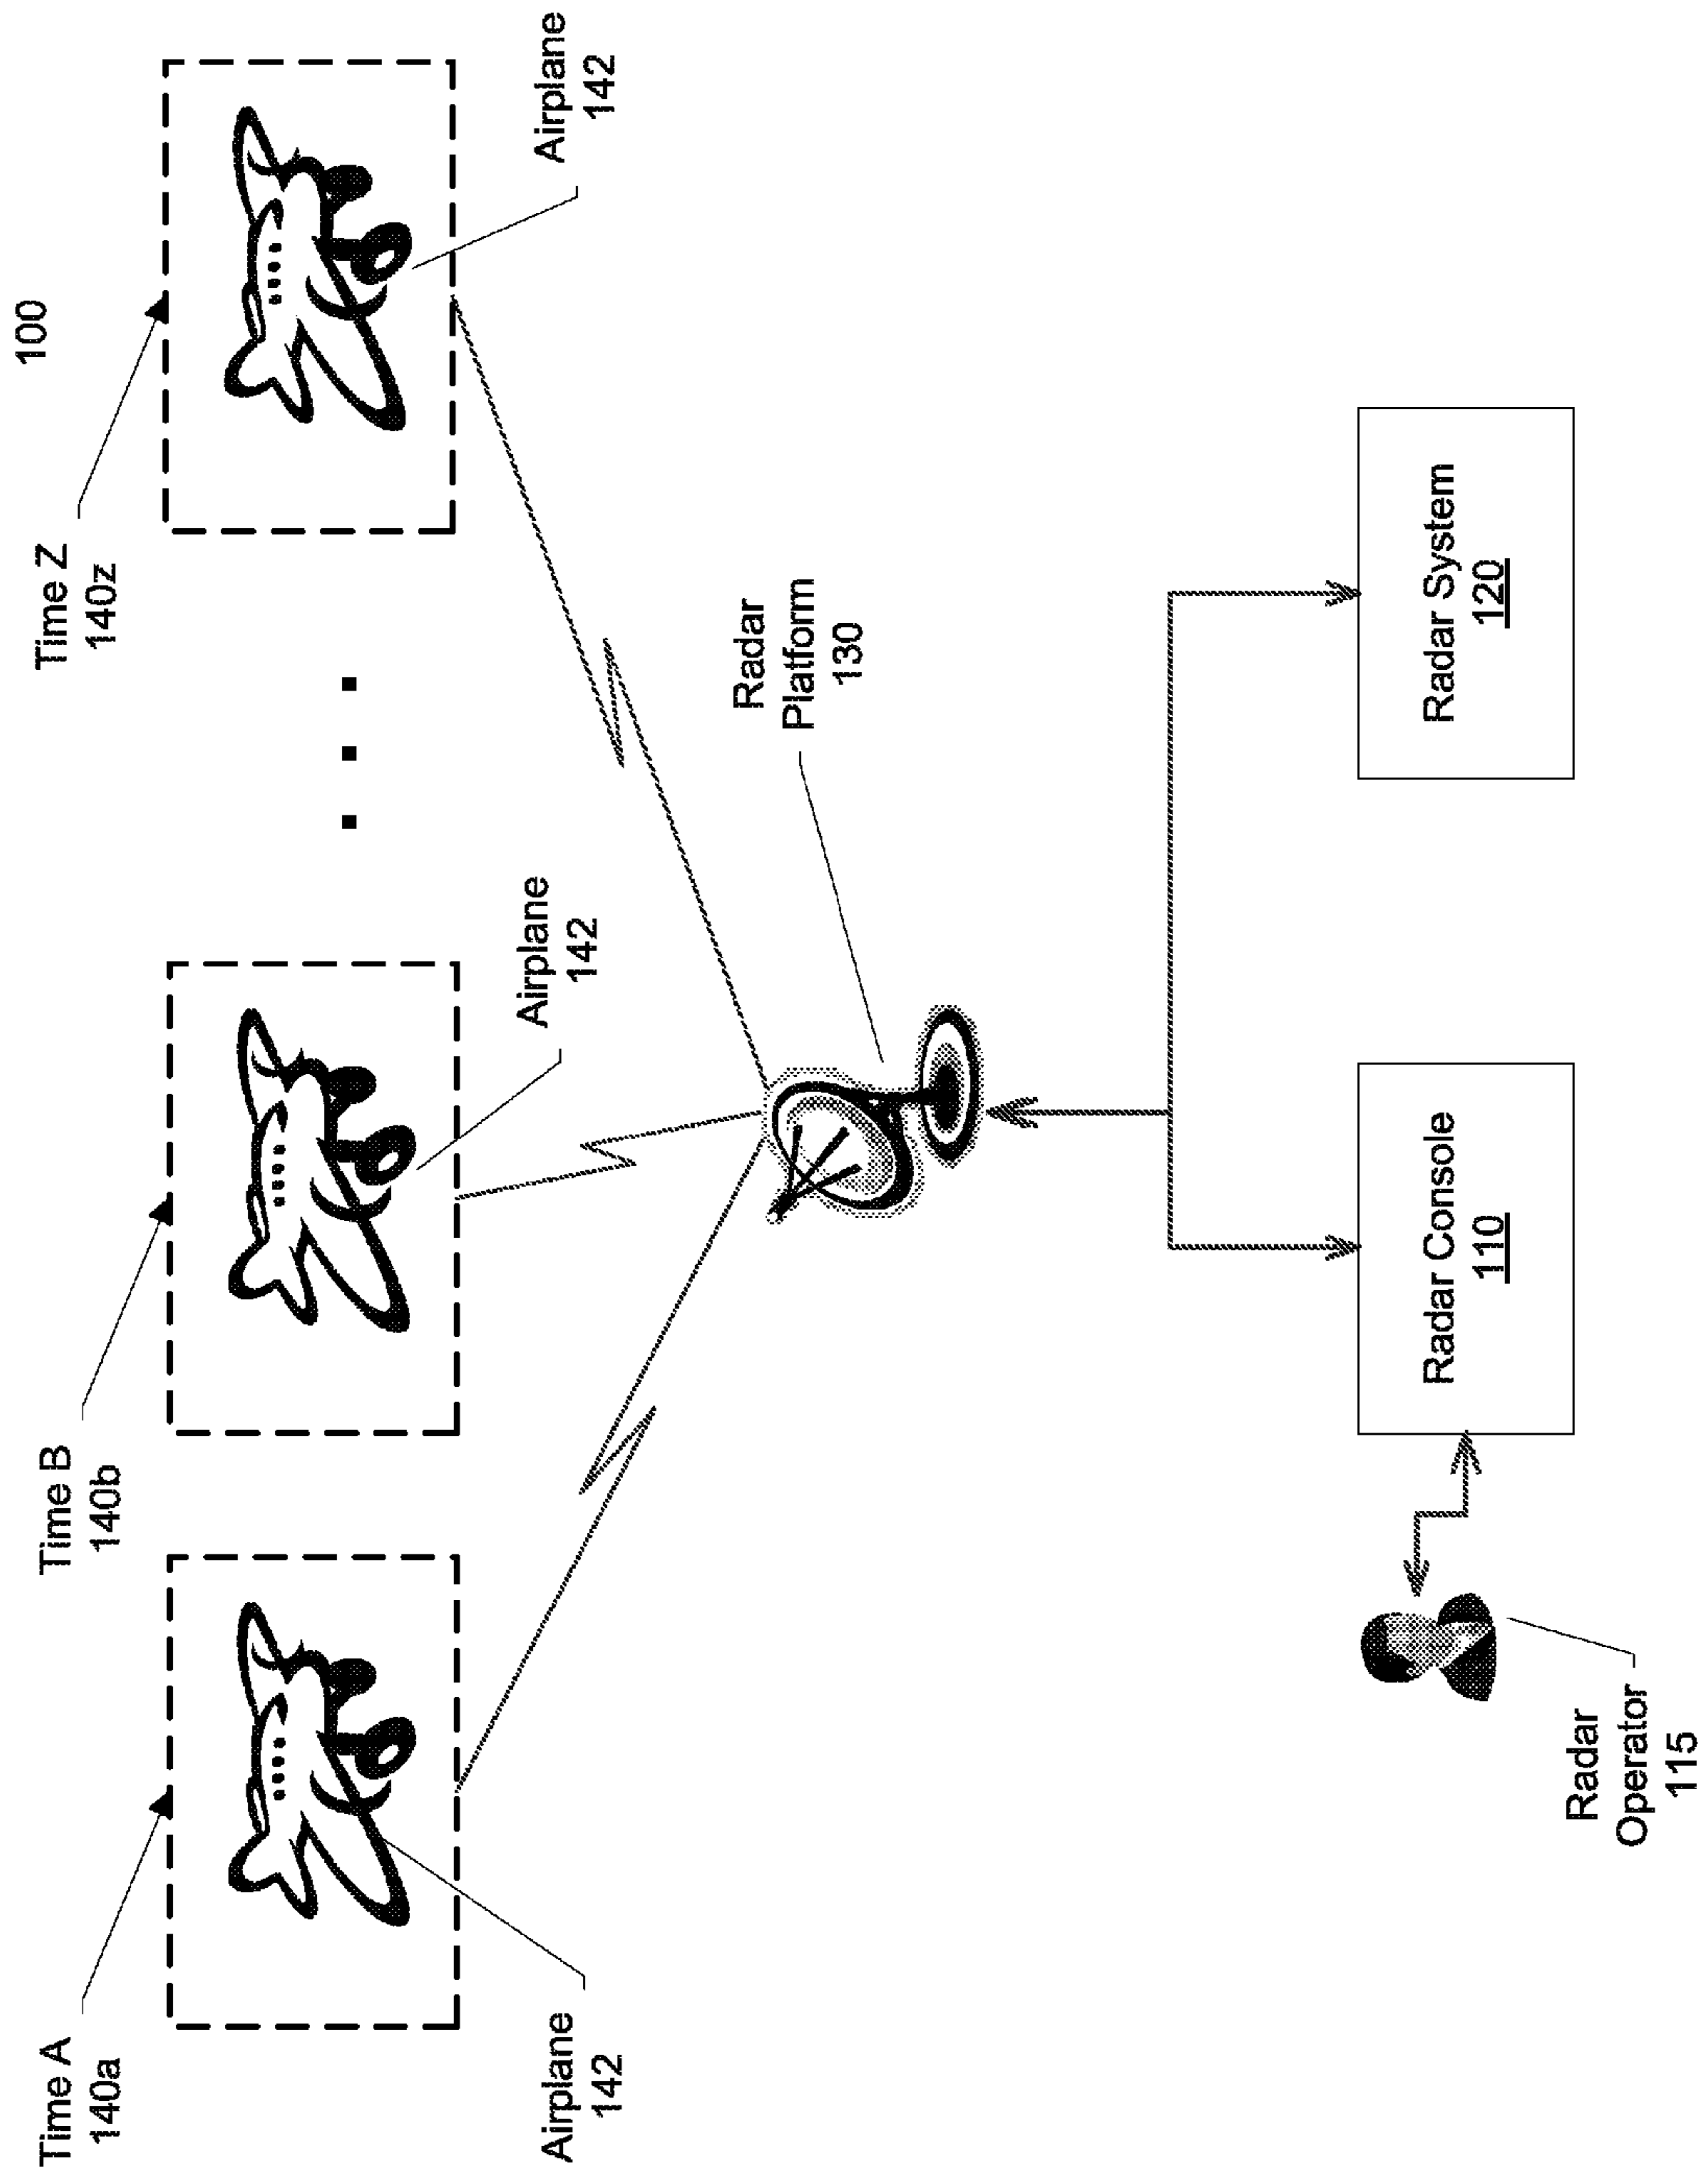 100
Time A
140a
Time B
140b
Time Z
140z
Airplane
142
Airplane
142
Airplane
142
Radar
Platform
130
Radar Console
110
Radar System
120
Radar
Operator
115